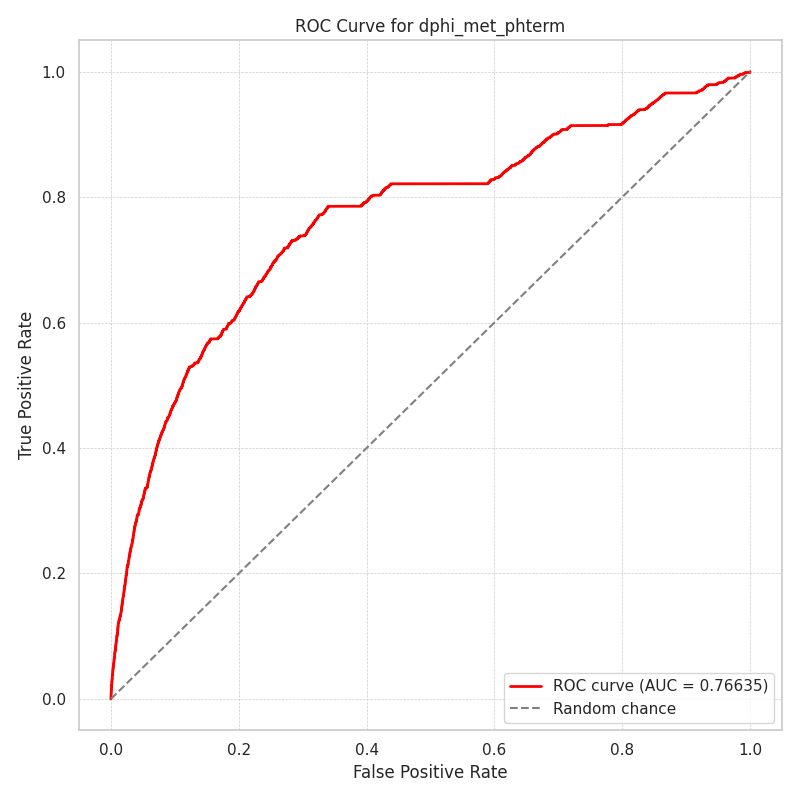 ROC Curve for dphi_met_phterm
1.0
0.8
0.6
0.4
0.2
0.0
True Positive Rate
0.0 0.2 0.4 0.6 0.8 1.0
False Positive Rate
ROC curve (AUC = 0.76635)
Random chance